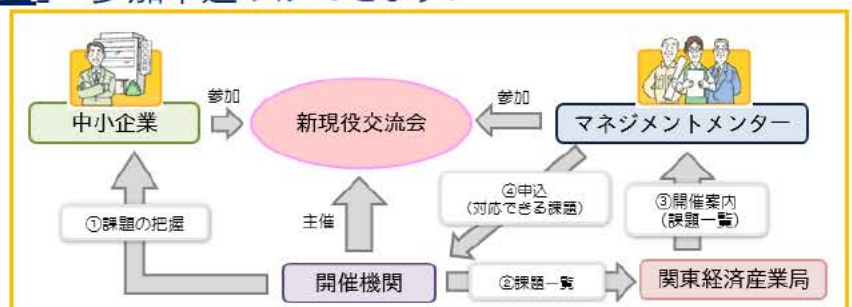 中小企業
参加
新現役交流会
参加
マネジメントメンター
①課題の把握
主催
④申込
(対応できる課題)
③開催案内
(課題一覧)
開催機関
②課題一覧
関東経済産業局